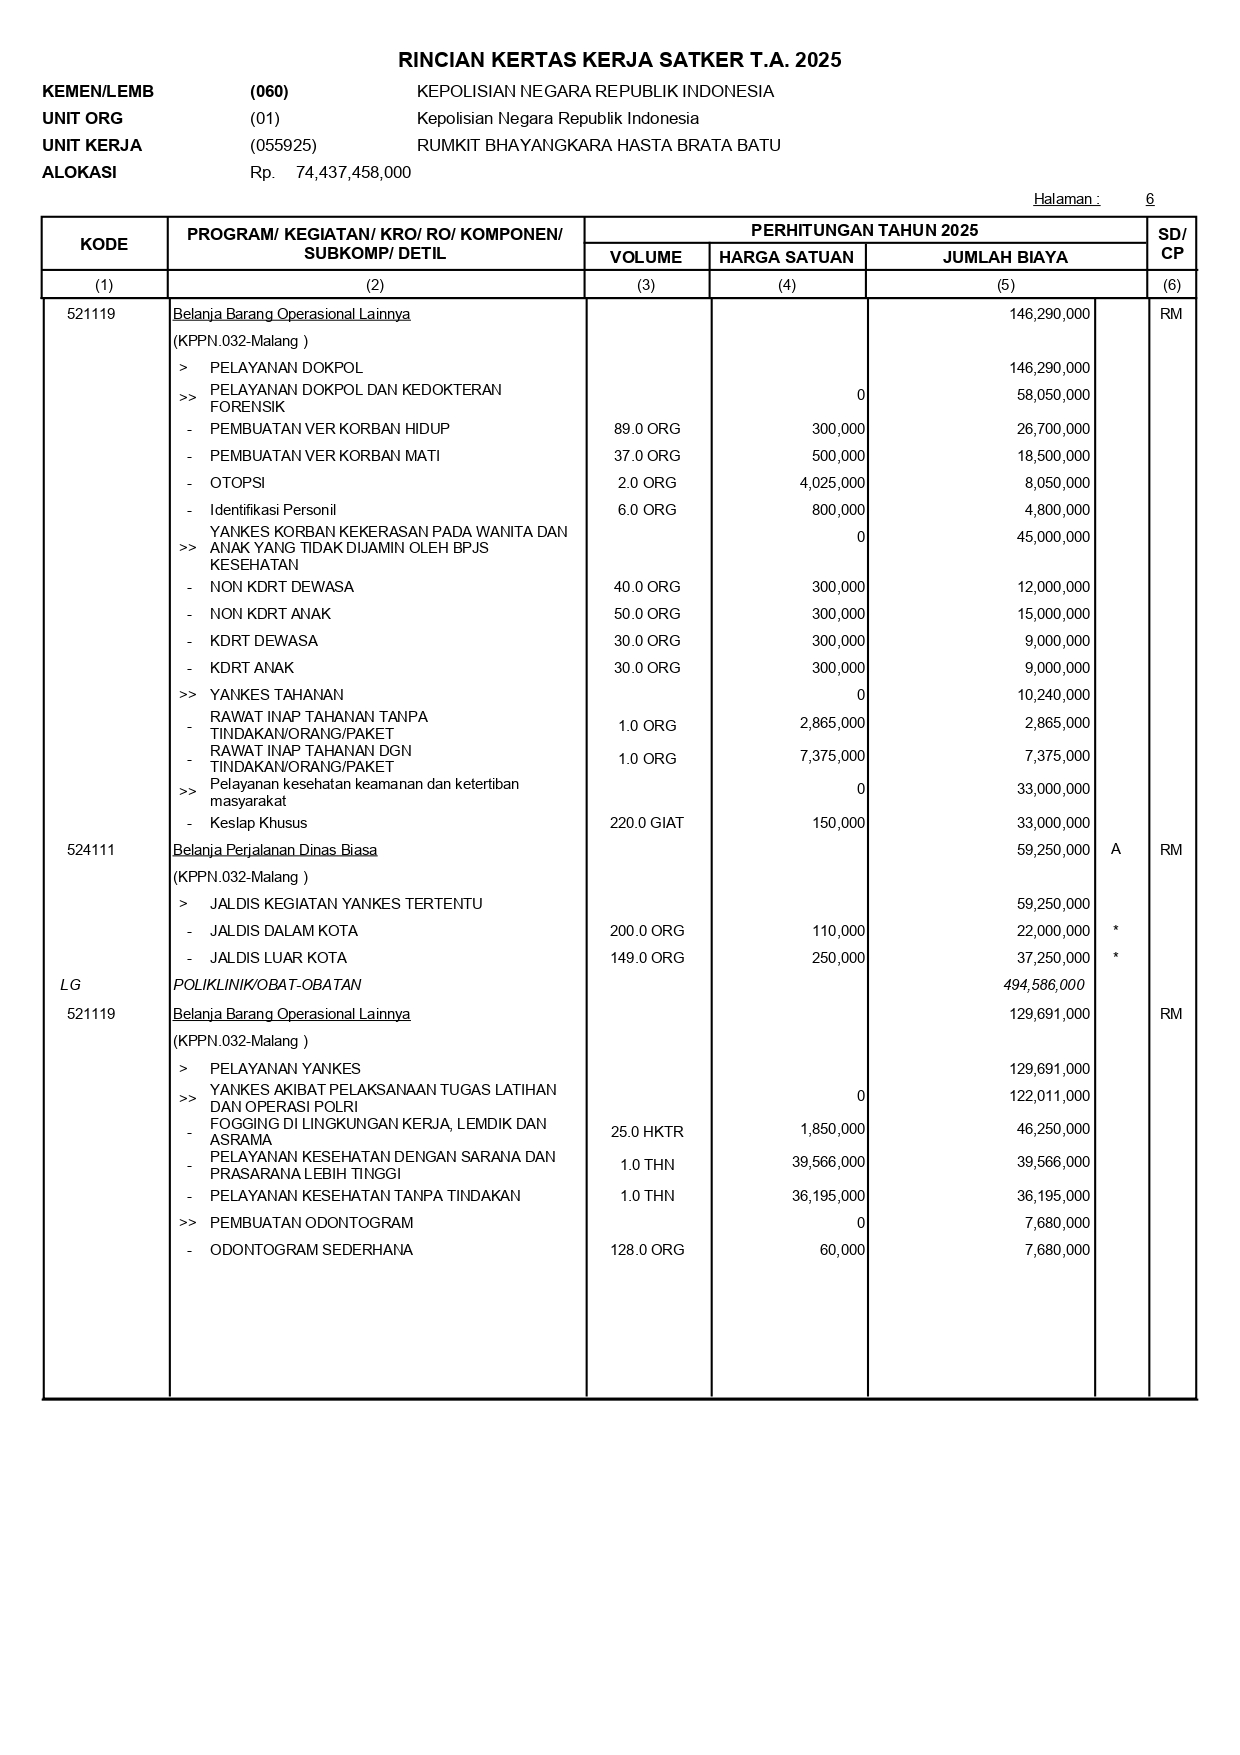 RINCIAN KERTAS KERJA SATKER T.A. 2025
KEMEN/LEMB (060) KEPOLISIAN NEGARA REPUBLIK INDONESIA
UNIT ORG (01) Kepolisian Negara Republik Indonesia
UNIT KERJA (055925) RUMKIT BHAYANGKARA HASTA BRATA BATU
ALOKASI Rp. 74,437,458,000
Halaman : 6
KODE PROGRAM/ KEGIATAN/ KRO/ RO/ KOMPONEN/ SUBKOMP/ DETIL PERHITUNGAN TAHUN 2025 SD/ CP
VOLUME HARGA SATUAN JUMLAH BIAYA
(1) (2) (3) (4) (5) (6)
521119 Belanja Barang Operasional Lainnya 146,290,000 RM
(KPPN.032-Malang )
> PELAYANAN DOKPOL 146,290,000
>> PELAYANAN DOKPOL DAN KEDOKTERAN
FORENSIK 0 58,050,000
- PEMBUATAN VER KORBAN HIDUP 89.0 ORG 300,000 26,700,000
- PEMBUATAN VER KORBAN MATI 37.0 ORG 500,000 18,500,000
- OTOPSI 2.0 ORG 4,025,000 8,050,000
- Identifikasi Personil 6.0 ORG 800,000 4,800,000
>> YANKES KORBAN KEKERASAN PADA WANITA DAN
ANAK YANG TIDAK DIJAMIN OLEH BPJS
KESEHATAN 0 45,000,000
- NON KDRT DEWASA 40.0 ORG 300,000 12,000,000
- NON KDRT ANAK 50.0 ORG 300,000 15,000,000
- KDRT DEWASA 30.0 ORG 300,000 9,000,000
- KDRT ANAK 30.0 ORG 300,000 9,000,000
>> YANKES TAHANAN 0 10,240,000
- RAWAT INAP TAHANAN TANPA
TINDAKAN/ORANG/PAKET 1.0 ORG 2,865,000 2,865,000
- RAWAT INAP TAHANAN DGN
TINDAKAN/ORANG/PAKET 1.0 ORG 7,375,000 7,375,000
>> Pelayanan kesehatan keamanan dan ketertiban
masyarakat 0 33,000,000
- Keslap Khusus 220.0 GIAT 150,000 33,000,000
524111 Belanja Perjalanan Dinas Biasa 59,250,000 A RM
(KPPN.032-Malang )
> JALDIS KEGIATAN YANKES TERTENTU 59,250,000
- JALDIS DALAM KOTA 200.0 ORG 110,000 22,000,000 *
- JALDIS LUAR KOTA 149.0 ORG 250,000 37,250,000 *
LG POLIKLINIK/OBAT-OBATAN 494,586,000
521119 Belanja Barang Operasional Lainnya 129,691,000 RM
(KPPN.032-Malang )
> PELAYANAN YANKES 129,691,000
>> YANKES AKIBAT PELAKSANAAN TUGAS LATIHAN
DAN OPERASI POLRI 0 122,011,000
- FOGGING DI LINGKUNGAN KERJA, LEMDIK DAN
ASRAMA 25.0 HKTR 1,850,000 46,250,000
- PELAYANAN KESEHATAN DENGAN SARANA DAN
PRASARANA LEBIH TINGGI 1.0 THN 39,566,000 39,566,000
- PELAYANAN KESEHATAN TANPA TINDAKAN 1.0 THN 36,195,000 36,195,000
>> PEMBUATAN ODONTOGRAM 0 7,680,000
- ODONTOGRAM SEDERHANA 128.0 ORG 60,000 7,680,000